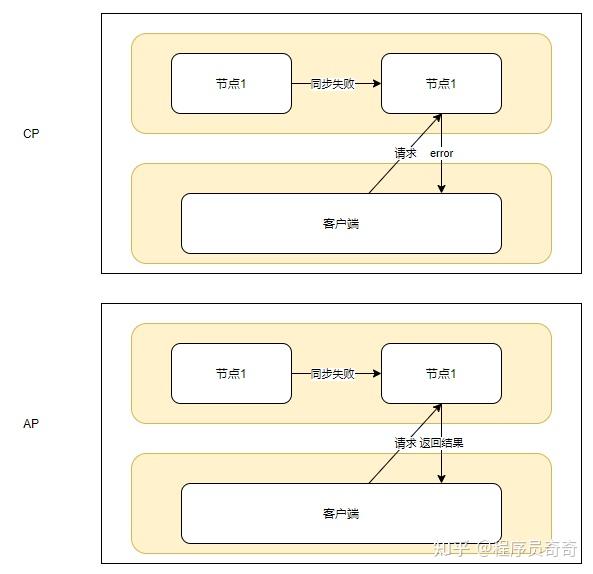 节点1
同步失败
节点1
CP
请求
error
客户端
节点1
同步失败
节点1
AP
请求
返回结果
客户端
知乎 @程序员奇奇